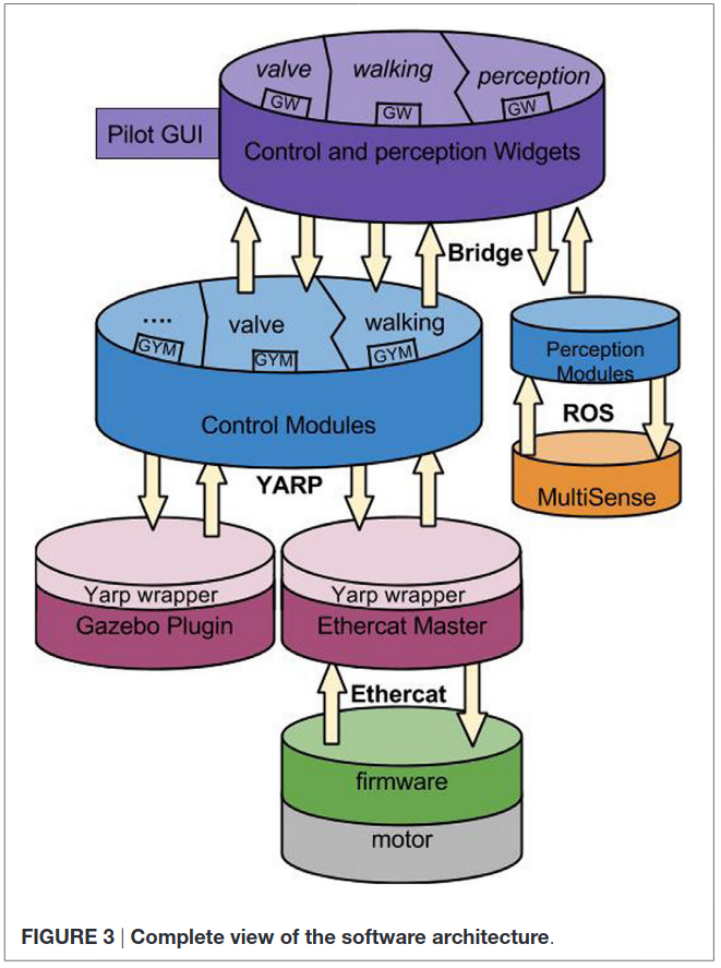 valve walking perception
GW GW GW
Pilot GUI
Control and perception Widgets
Bridge
.... valve walking
GYM GYM GYM
Control Modules
Perception
Modules
ROS
MultiSense
YARP
Yarp wrapper
Gazebo Plugin
Yarp wrapper
Ethercat Master
Ethercat
firmware
motor
FIGURE 3 | Complete view of the software architecture.